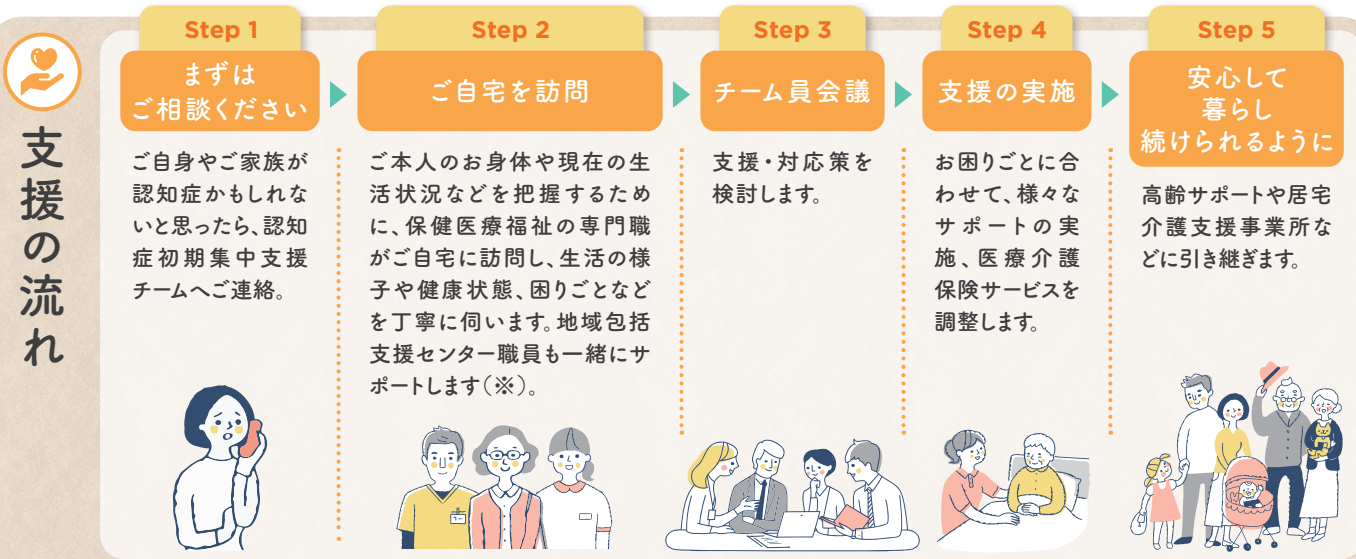 支援の流れ
Step 1
まずは
ご相談ください
ご自身やご家族が
認知症かもしれな
いと思ったら、認知
症初期集中支援
チームへご連絡。
Step 2
ご自宅を訪問
ご本人のお身体や現在の生
活状況などを把握するため
に、保健医療福祉の専門職
がご自宅に訪問し、生活の様
子や健康状態、困りごとなど
を丁寧に伺います。地域包括
支援センター職員も一緒にサ
ポートします(※)。
Step 3
チーム員会議
支援・対応策を
検討します。
Step 4
支援の実施
お困りごとに合
わせて、様々な
サポートの実
施、医療介護
保険サービスを
調整します。
Step 5
安心して
暮らし
続けられるように
高齢サポートや居宅
介護支援事業所な
どに引き継ぎます。